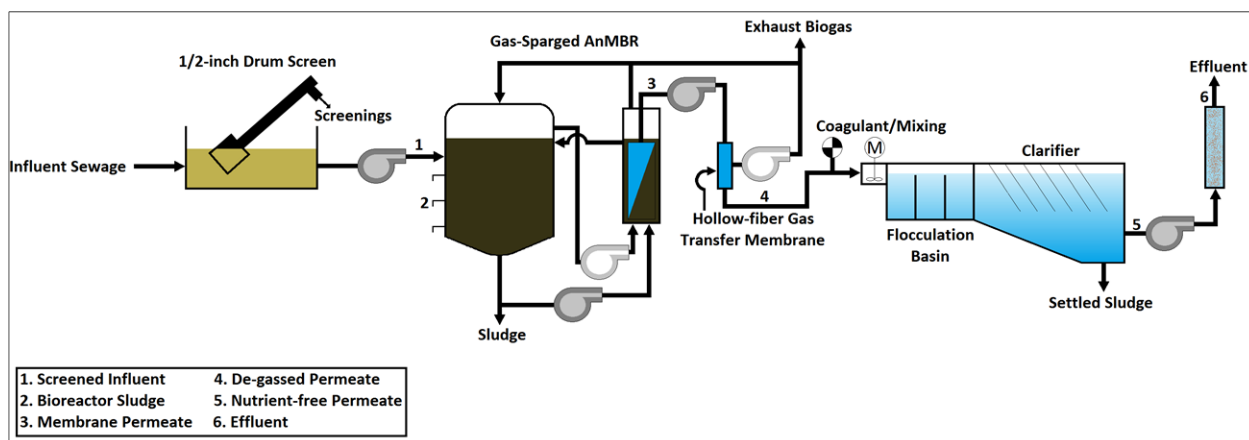 Gas-Sparged AnMBR
Exhaust Biogas
1/2-inch Drum Screen
Screenings
Influent Sewage
1
2
3
4
Hollow-fiber Gas
Transfer Membrane
Coagulant/Mixing
M
Clarifier
Flocculation
Basin
5
6
Effluent
Settled Sludge
Sludge
1. Screened Influent
2. Bioreactor Sludge
3. Membrane Permeate
4. De-gassed Permeate
5. Nutrient-free Permeate
6. Effluent